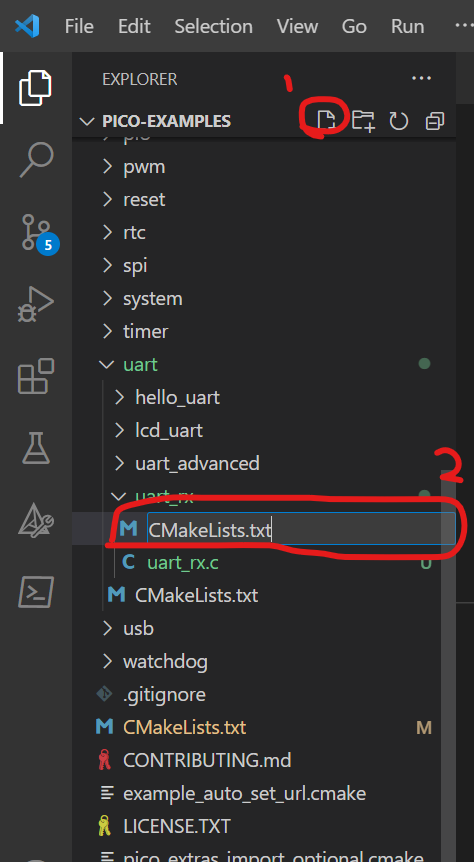 File Edit Selection View Go Run ···
EXPLORER ···
1
PICO-EXAMPLES
pio
pwm
reset
rtc
5
spi
system
timer
uart
hello_uart
lcd_uart
uart_advanced
2
uart_rx
M CMakeLists.txt
C uart_rx.c U
M CMakeLists.txt
usb
watchdog
.gitignore
M CMakeLists.txt M
CONTRIBUTING.md
example_auto_set_url.cmake
LICENSE.TXT
pico_extras_import_optional.cmake